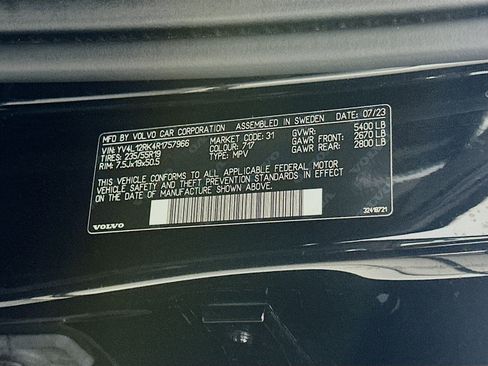 MFD BY VOLVO CAR CORPORATION ASSEMBLED IN SWEDEN DATE: 07/23
VIN: YV4L12RK4R1757966 MARKET CODE: 31 GVWR: 5400 LB
TIRES: 235/55R19 COLOUR: 717 GAWR FRONT: 2670 LB
RIM: 7.5Jx19x50.5 TYPE: MPV GAWR REAR: 2800 LB
THIS VEHICLE CONFORMS TO ALL APPLICABLE FEDERAL MOTOR
VEHICLE SAFETY AND THEFT PREVENTION STANDARDS IN EFFECT
ON THE DATE OF MANUFACTURE SHOWN ABOVE.
VOLVO 32419721